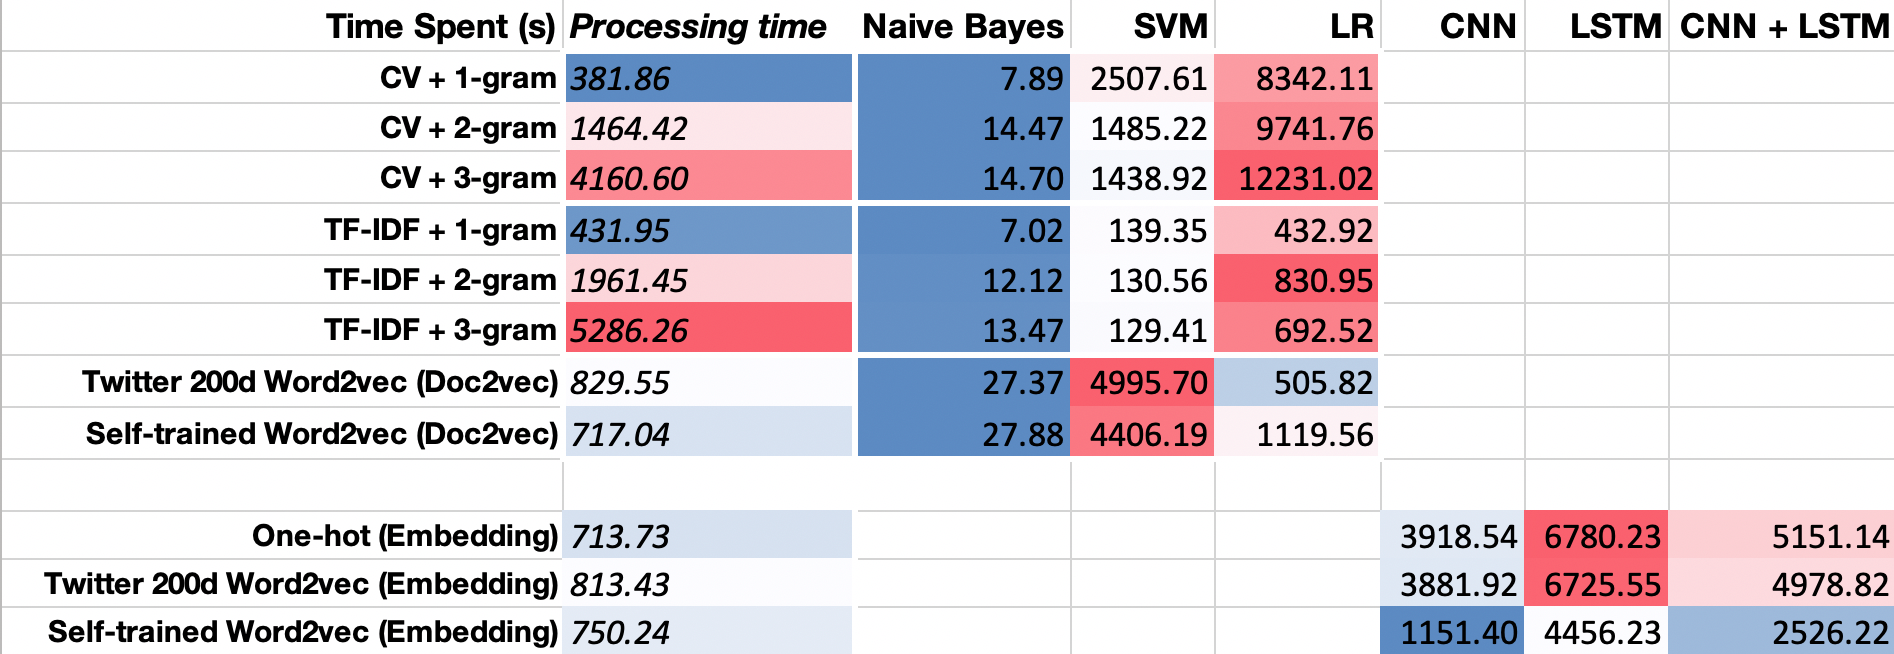 Time Spent (s) Processing time Naive Bayes SVM LR CNN LSTM CNN + LSTM
CV + 1-gram 381.86 7.89 2507.61 8342.11
CV + 2-gram 1464.42 14.47 1485.22 9741.76
CV + 3-gram 4160.60 14.70 1438.92 12231.02
TF-IDF + 1-gram 431.95 7.02 139.35 432.92
TF-IDF + 2-gram 1961.45 12.12 130.56 830.95
TF-IDF + 3-gram 5286.26 13.47 129.41 692.52
Twitter 200d Word2vec (Doc2vec) 829.55 27.37 4995.70 505.82
Self-trained Word2vec (Doc2vec) 717.04 27.88 4406.19 1119.56
One-hot (Embedding) 713.73 3918.54 6780.23 5151.14
Twitter 200d Word2vec (Embedding) 813.43 3881.92 6725.55 4978.82
Self-trained Word2vec (Embedding) 750.24 1151.40 4456.23 2526.22